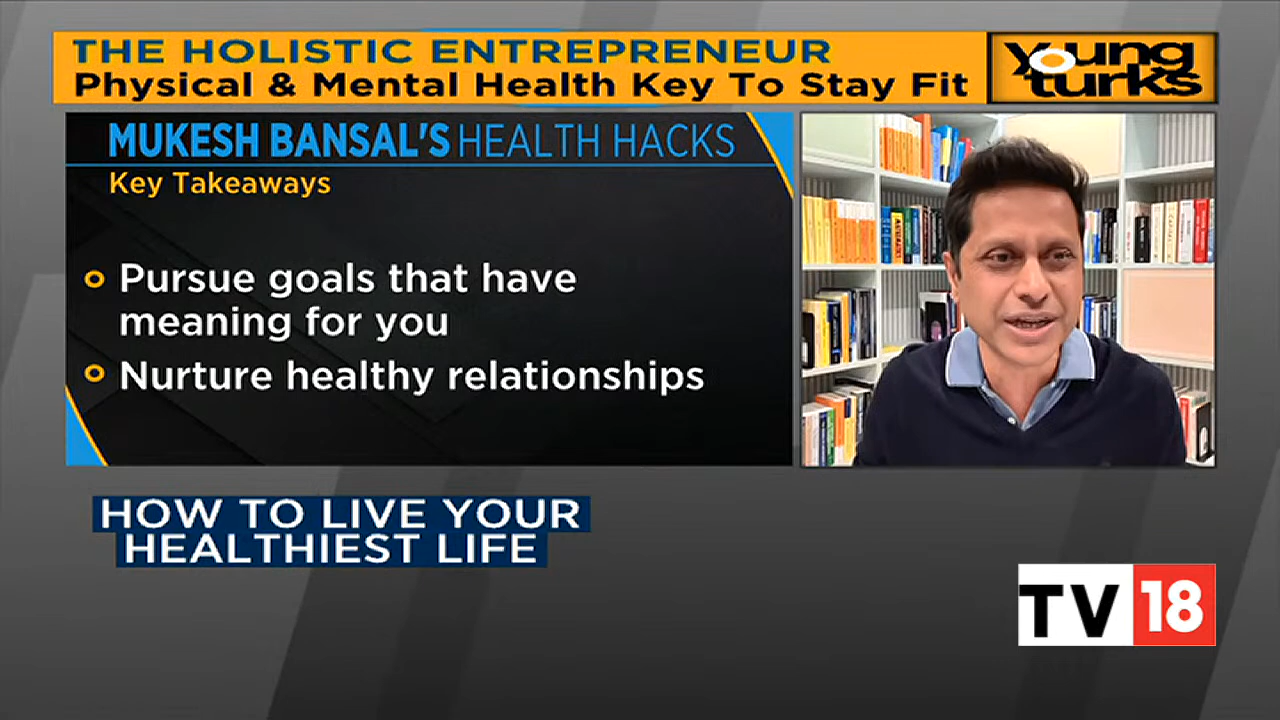 THE HOLISTIC ENTREPRENEUR
Physical & Mental Health Key To Stay Fit
young
turks
MUKESH BANSAL'S HEALTH HACKS
Key Takeaways
Pursue goals that have
meaning for you
Nurture healthy relationships
HOW TO LIVE YOUR
HEALTHIEST LIFE
TV18